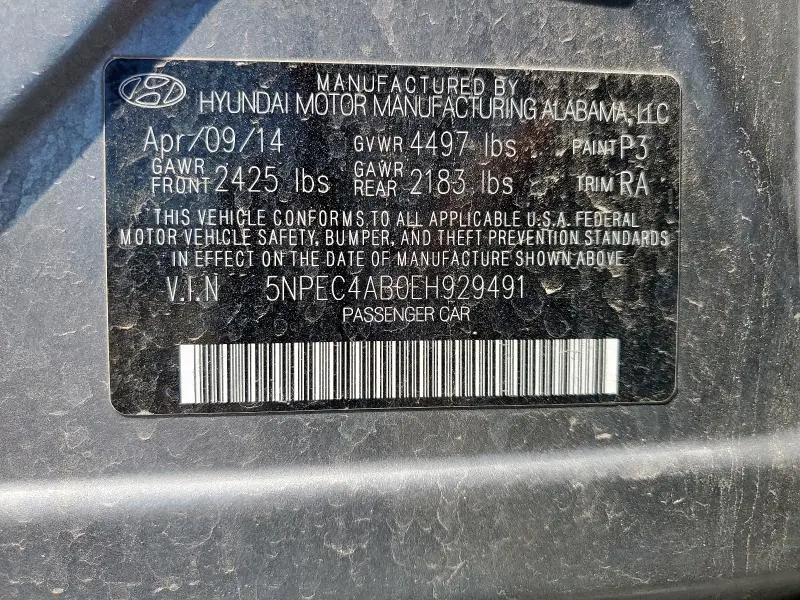 MANUFACTURED BY
HYUNDAI MOTOR MANUFACTURING ALABAMA, LLC
Apr/09/14 GVWR 4497 lbs PAINT P3
GAWR FRONT 2425 lbs GAWR REAR 2183 lbs TRIM RA
THIS VEHICLE CONFORMS TO ALL APPLICABLE U.S.A. FEDERAL
MOTOR VEHICLE SAFETY, BUMPER, AND THEFT PREVENTION STANDARDS
IN EFFECT ON THE DATE OF MANUFACTURE SHOWN ABOVE.
V.I.N 5NPEC4AB0EH929491
PASSENGER CAR